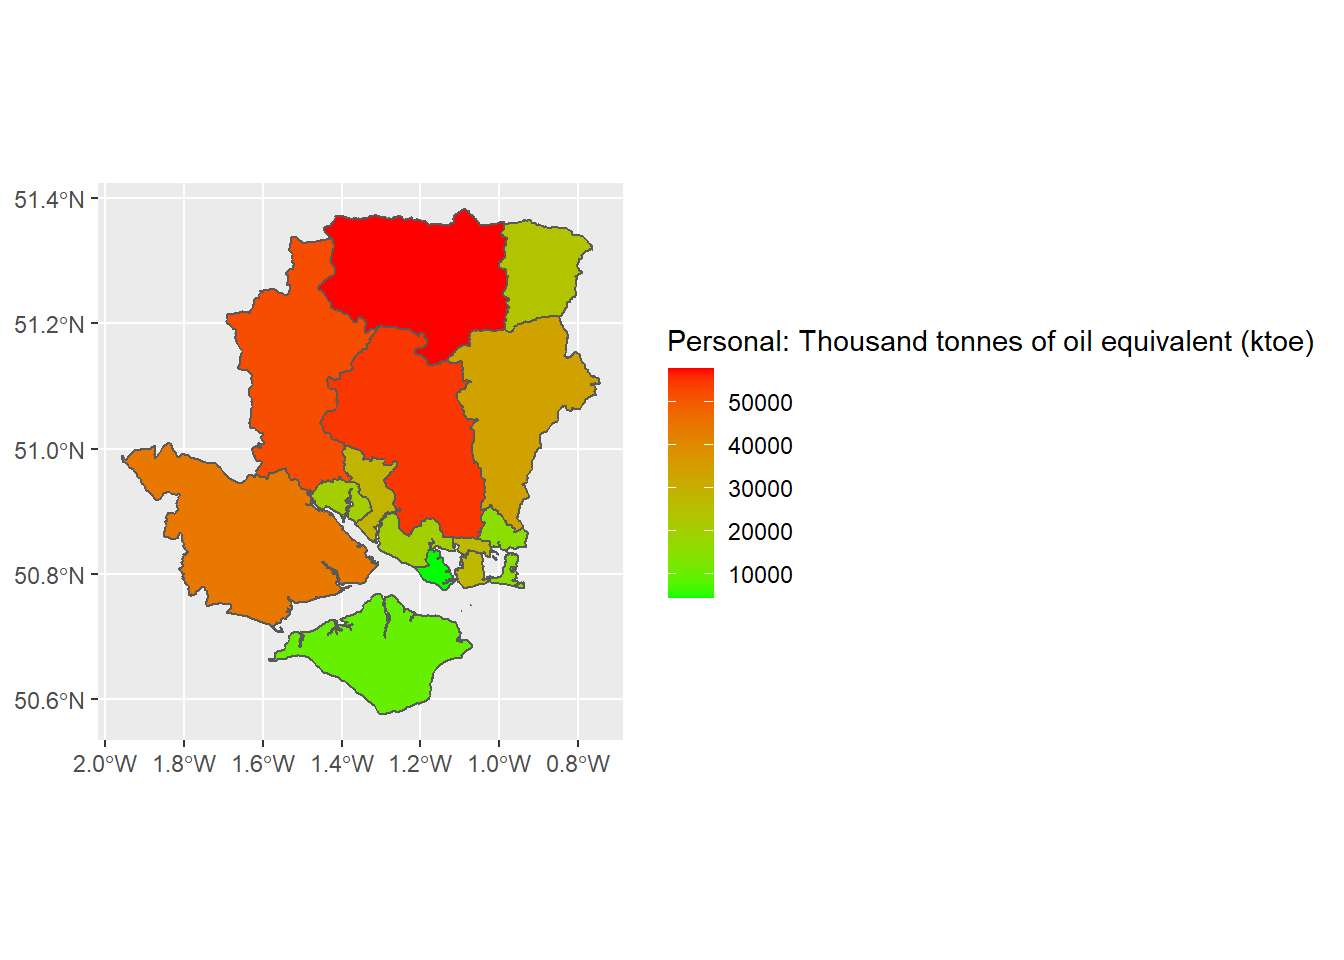 51.4°N
51.2°N
51.0°N
50.8°N
50.6°N
2.0°W 1.8°W 1.6°W 1.4°W 1.2°W 1.0°W 0.8°W
Personal: Thousand tonnes of oil equivalent (ktoe)
50000
40000
30000
20000
10000